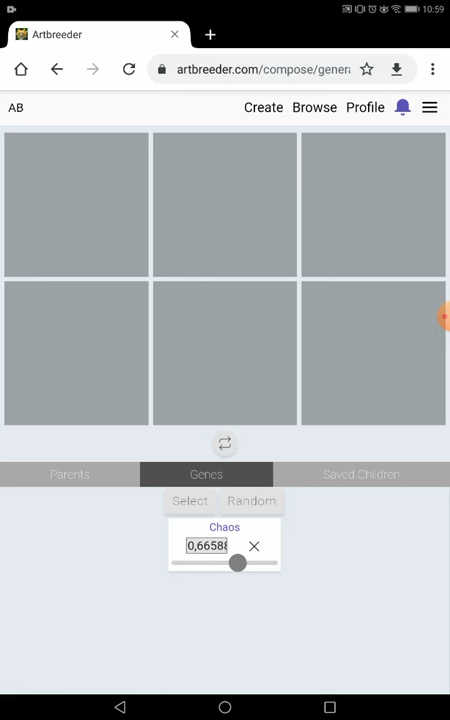 10:59
Artbreeder
artbreeder.com/compose/genera
AB
Create Browse Profile
Parents Genes Saved Children
Select Random
Chaos
0,6658